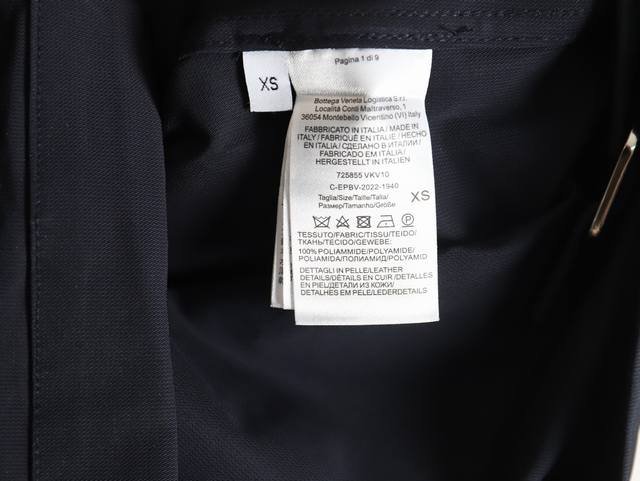 XS
Pagina 1 di 9
Bottega Veneta Logistica S.r.l.
Località Conti Maltraverso, 1
36054 Montebello Vicentino (VI) Italy
FABBRICATO IN ITALIA / MADE IN
ITALY / FABRIQUÉ EN ITALIE / HECHO
EN ITALIA / СДЕЛАНО В ИТАЛИИ /
FABRICADO EM ITÁLIA /
HERGESTELLT IN ITALIEN
725855 VKV10
C-EPBV-2022-1940
Taglia/Size/Taille/Talla/
Размер/Tamanho/Größe
XS
TESSUTO/FABRIC/TISSU/TEJIDO/
ТКАНЬ/TECIDO/GEWEBE:
100% POLIAMMIDE/POLYAMIDE/
POLIAMIDA/ПОЛИАМИД/POLYAMID
DETTAGLI IN PELLE/LEATHER
DETAILS/DÉTAILS EN CUIR /DETALLES
EN PIEL/ДЕТАЛИ ИЗ КОЖИ/
DETALHES EM PELE/LEDERDETAILS